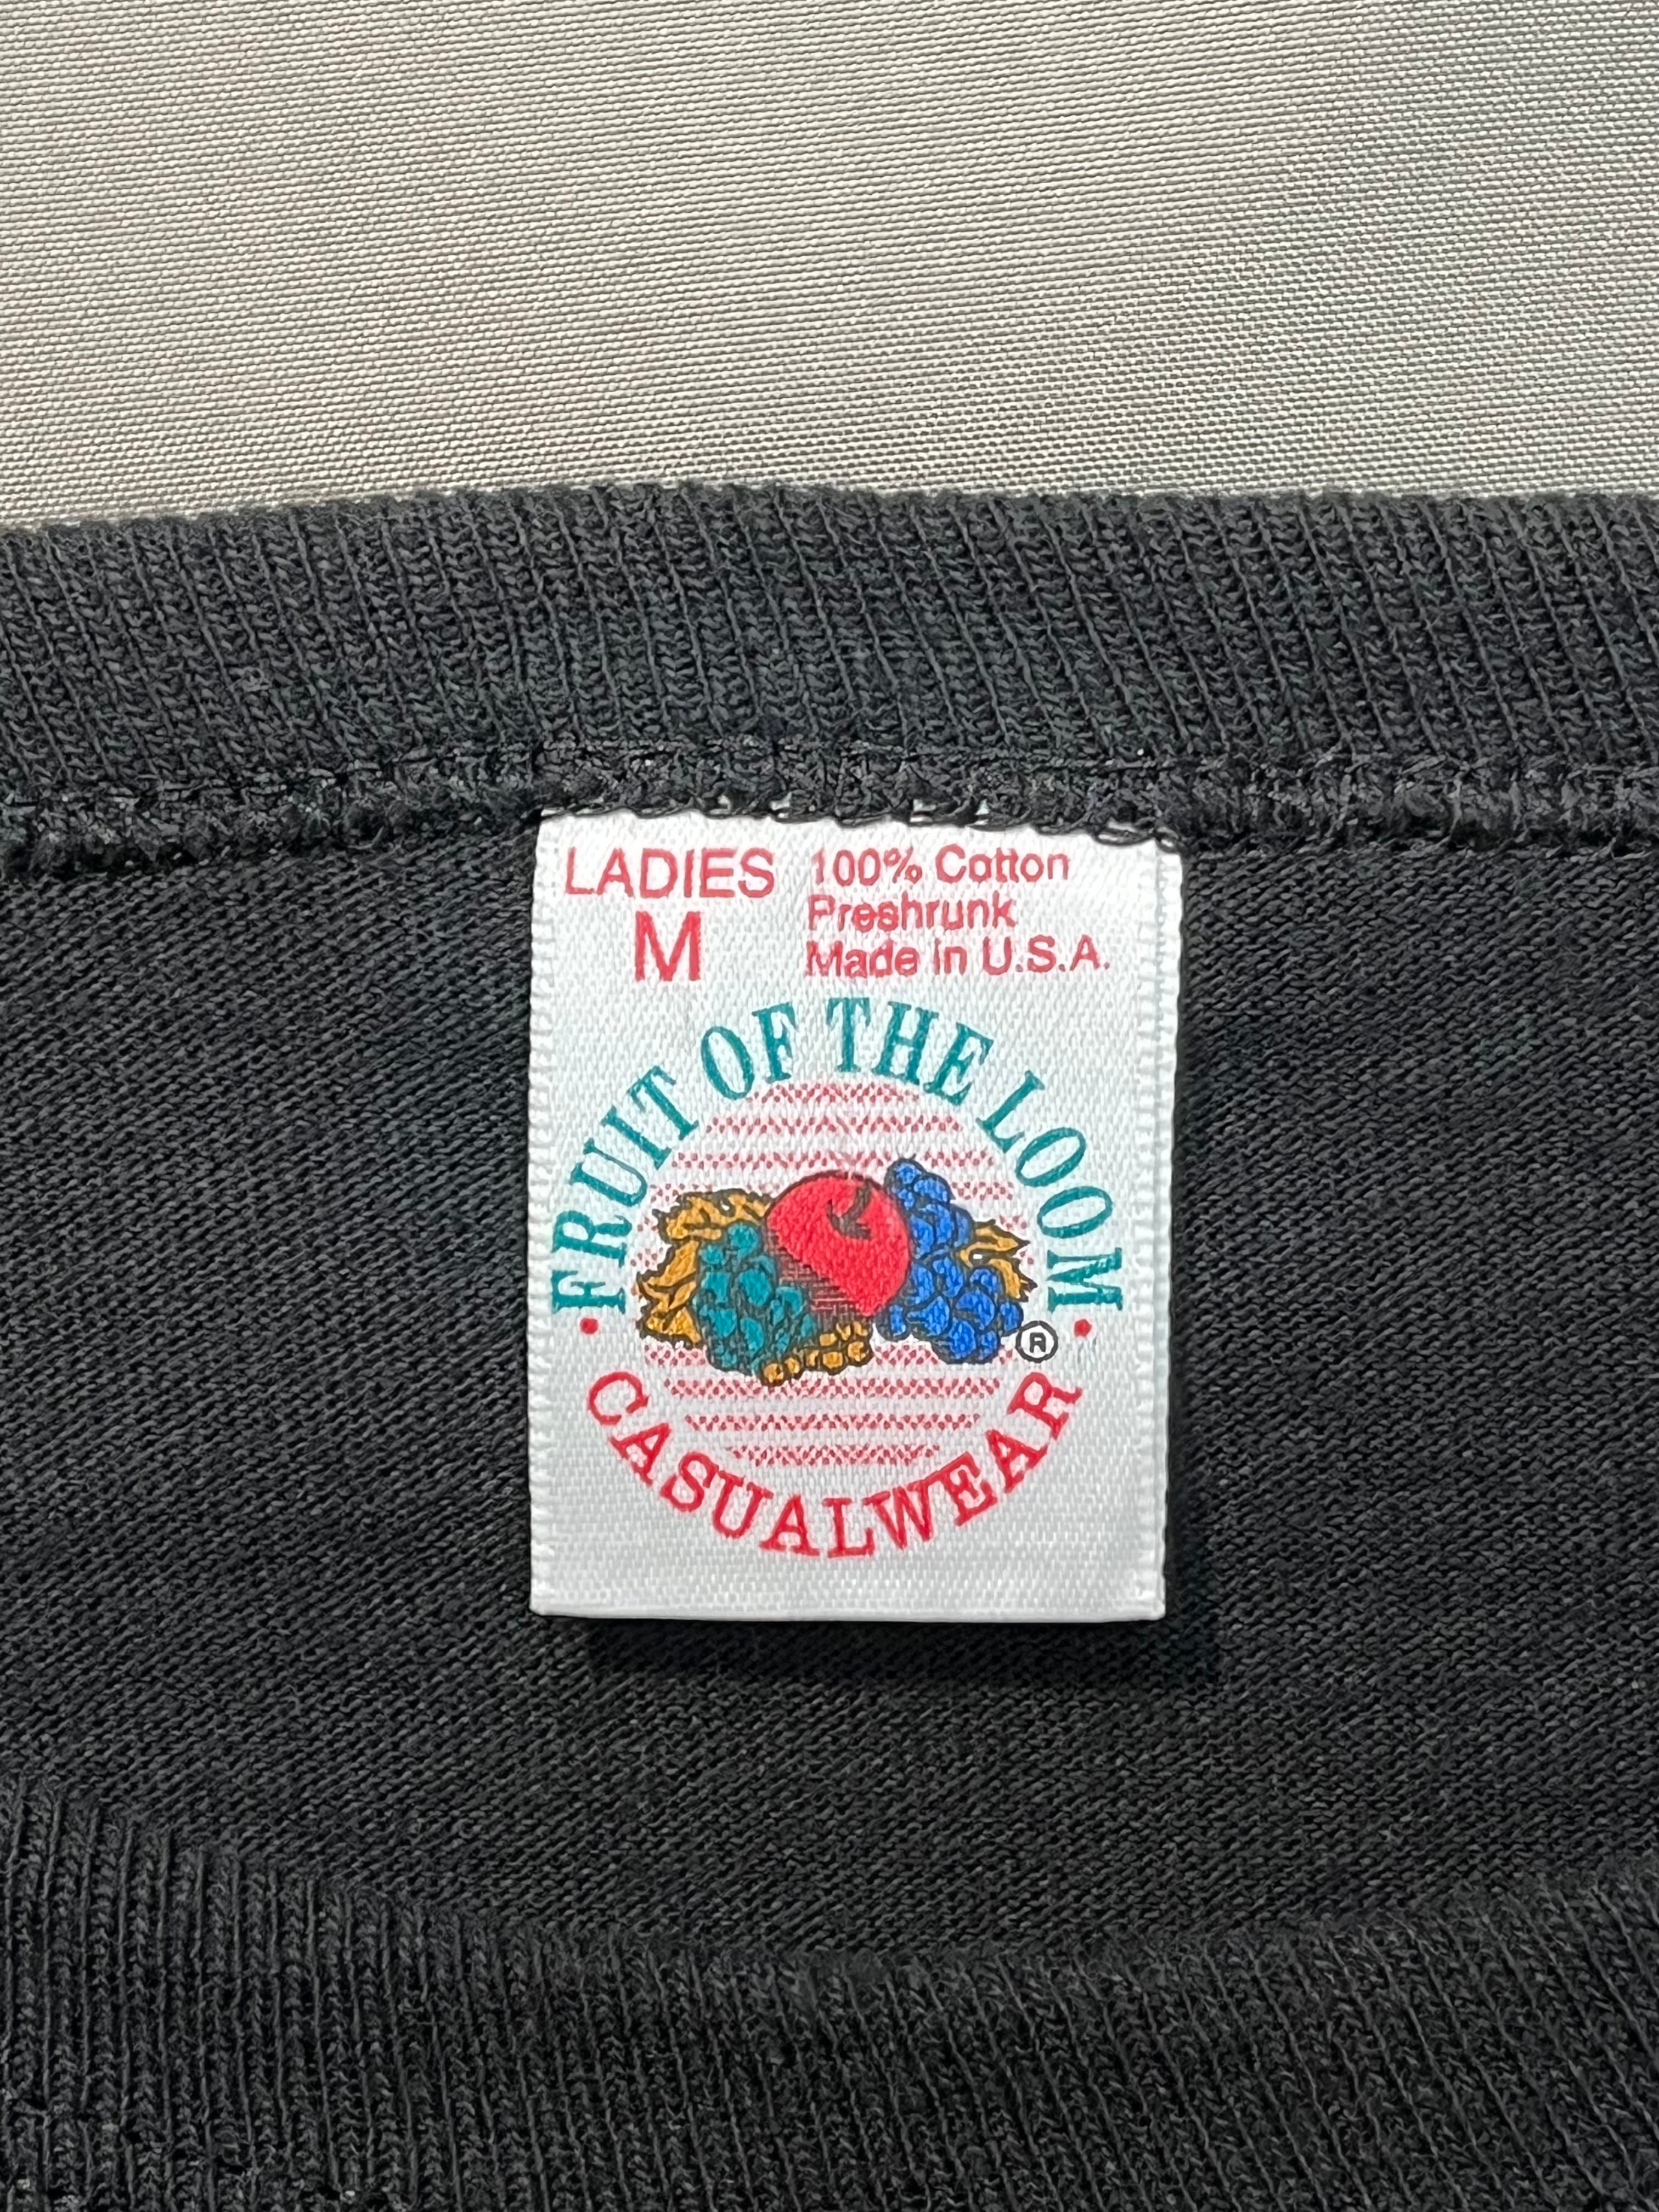 LADIES
M
100% Cotton
Preshrunk
Made in U.S.A.
FRUIT OF THE LOOM
®
• CASUALWEAR •